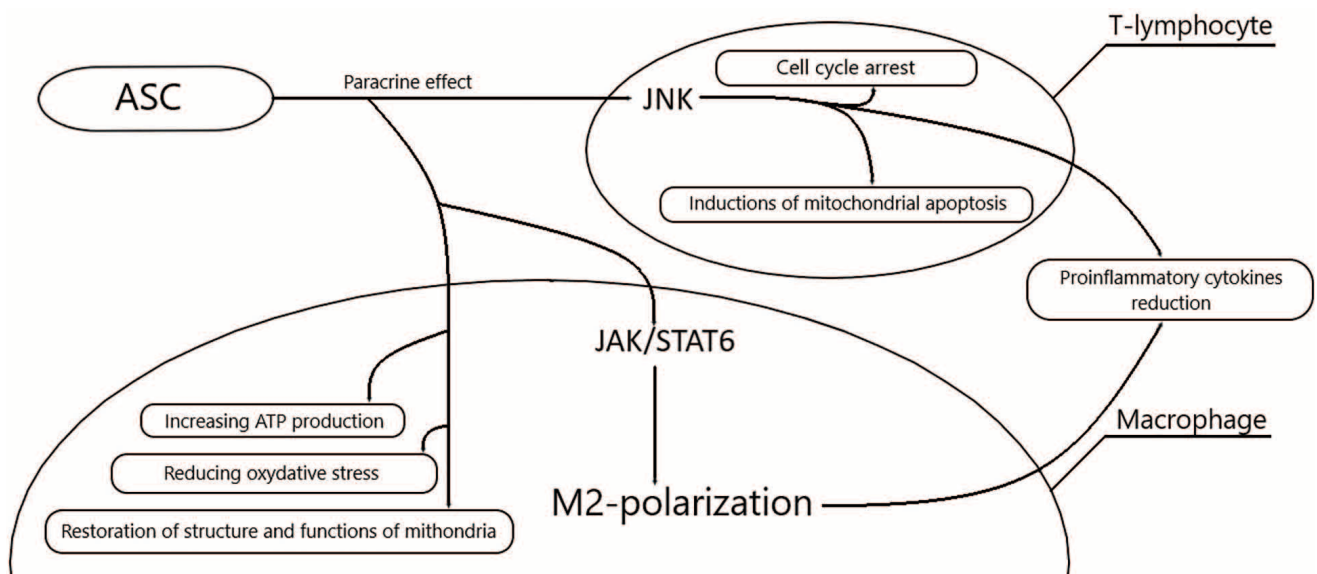 T-lymphocyte
ASC
Paracrine effect
Cell cycle arrest
JNK
Inductions of mitochondrial apoptosis
Proinflammatory cytokines
reduction
JAK/STAT6
Increasing ATP production
Macrophage
Reducing oxydative stress
M2-polarization
Restoration of structure and functions of mithondria